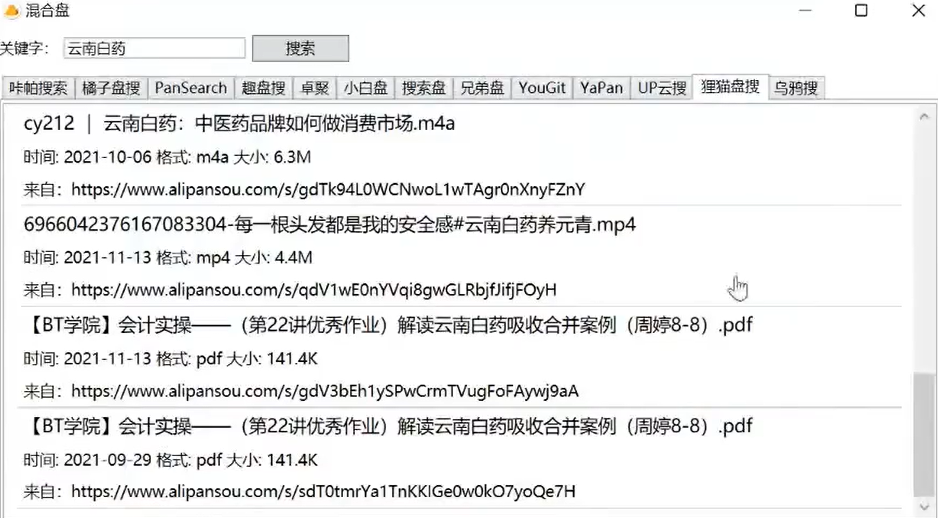 混合盘
关键字： 云南白药 搜索
咔帕搜索 橘子盘搜 PanSearch 趣盘搜 卓聚 小白盘 搜索盘 兄弟盘 YouGit YaPan UP云搜 狸猫盘搜 乌鸦搜
cy212 ｜ 云南白药：中医药品牌如何做消费市场.m4a
时间: 2021-10-06 格式: m4a 大小: 6.3M
来自：https://www.alipansou.com/s/gdTk94L0WCNwoL1wTAgr0nXnyFZnY
6966042376167083304-每一根头发都是我的安全感#云南白药养元青.mp4
时间: 2021-11-13 格式: mp4 大小: 4.4M
来自：https://www.alipansou.com/s/qdV1wE0nYVqi8gwGLRbjfJifjFOyH
【BT学院】会计实操——（第22讲优秀作业）解读云南白药吸收合并案例（周婷8-8）.pdf
时间: 2021-11-13 格式: pdf 大小: 141.4K
来自：https://www.alipansou.com/s/gdV3bEh1ySPwCrmTVugFoFAywj9aA
【BT学院】会计实操——（第22讲优秀作业）解读云南白药吸收合并案例（周婷8-8）.pdf
时间: 2021-09-29 格式: pdf 大小: 141.4K
来自：https://www.alipansou.com/s/sdT0tmrYa1TnKKIGe0w0kO7yoQe7H